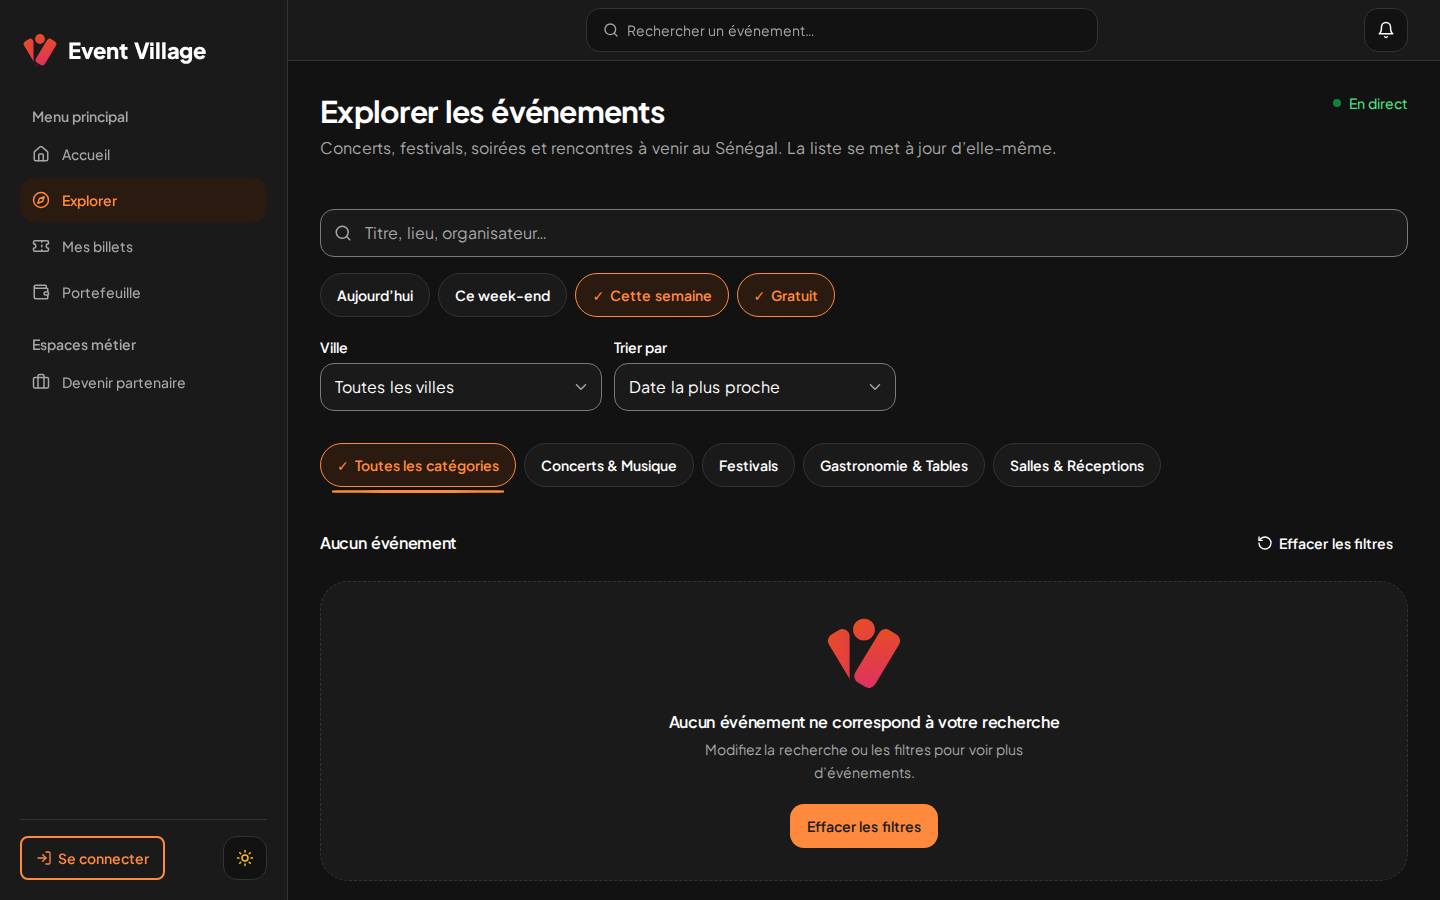 Event Village
Rechercher un événement...
Menu principal
Accueil
Explorer
Mes billets
Portefeuille
Espaces métier
Devenir partenaire
Se connecter
Explorer les événements
En direct
Concerts, festivals, soirées et rencontres à venir au Sénégal. La liste se met à jour d’elle-même.
Titre, lieu, organisateur...
Aujourd’hui
Ce week-end
✓ Cette semaine
✓ Gratuit
Ville
Trier par
Toutes les villes
Date la plus proche
✓ Toutes les catégories
Concerts & Musique
Festivals
Gastronomie & Tables
Salles & Réceptions
Aucun événement
Effacer les filtres
Aucun événement ne correspond à votre recherche
Modifiez la recherche ou les filtres pour voir plus
d’événements.
Effacer les filtres